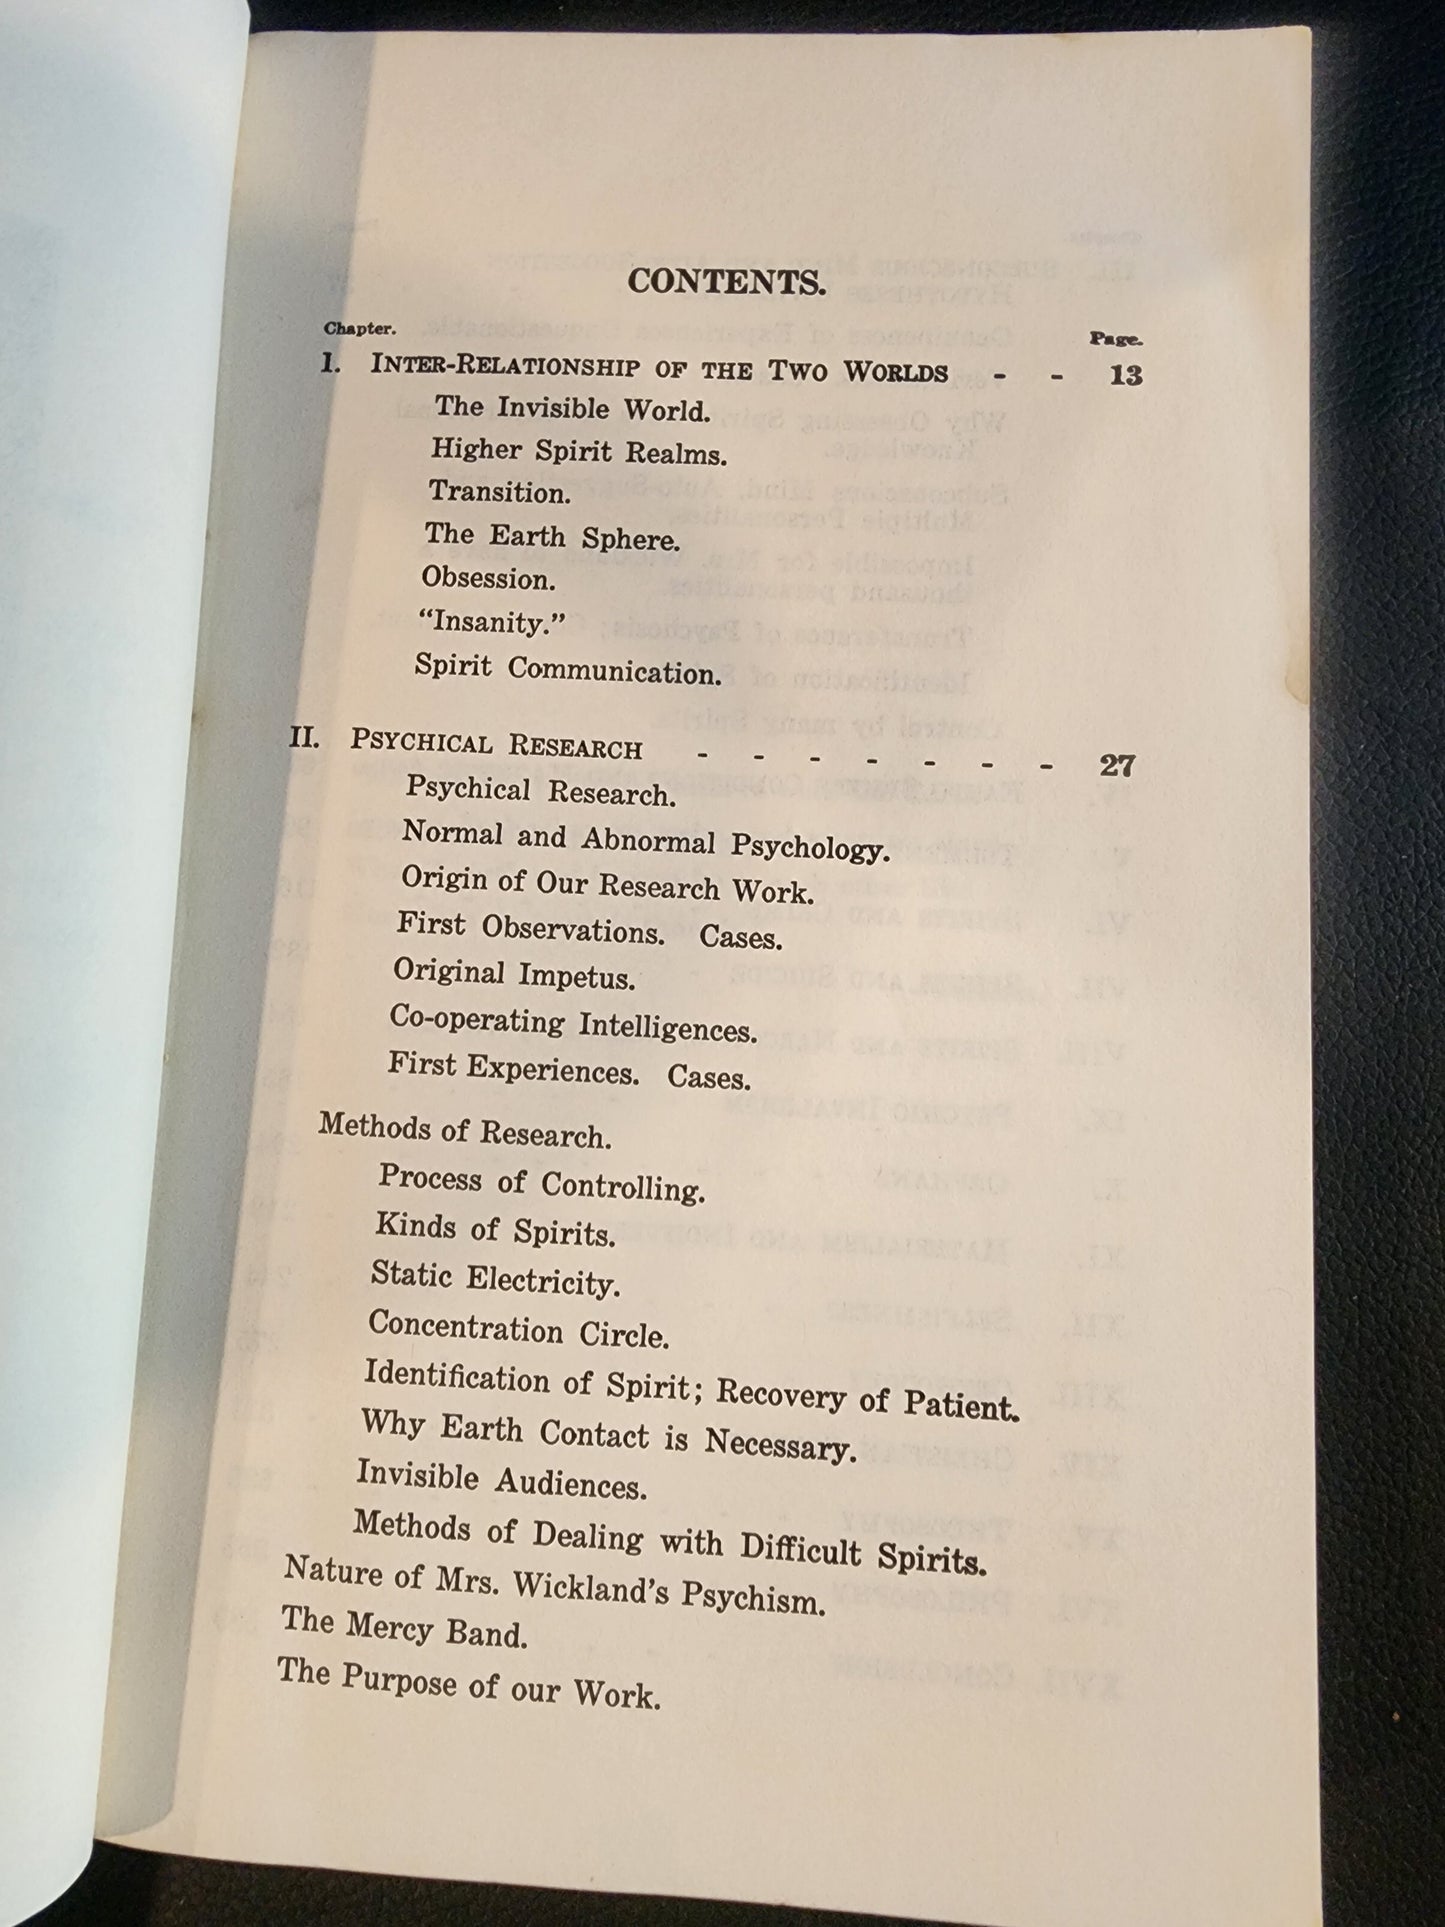 CONTENTS.
Chapter. Page.
I. INTER-RELATIONSHIP OF THE TWO WORLDS - - 13
The Invisible World.
Higher Spirit Realms.
Transition.
The Earth Sphere.
Obsession.
“Insanity.”
Spirit Communication.
II. PSYCHICAL RESEARCH - - - - - - - 27
Psychical Research.
Normal and Abnormal Psychology.
Origin of Our Research Work.
First Observations. Cases.
Original Impetus.
Co-operating Intelligences.
First Experiences. Cases.
Methods of Research.
Process of Controlling.
Kinds of Spirits.
Static Electricity.
Concentration Circle.
Identification of Spirit; Recovery of Patient.
Why Earth Contact is Necessary.
Invisible Audiences.
Methods of Dealing with Difficult Spirits.
Nature of Mrs. Wickland’s Psychism.
The Mercy Band.
The Purpose of our Work.